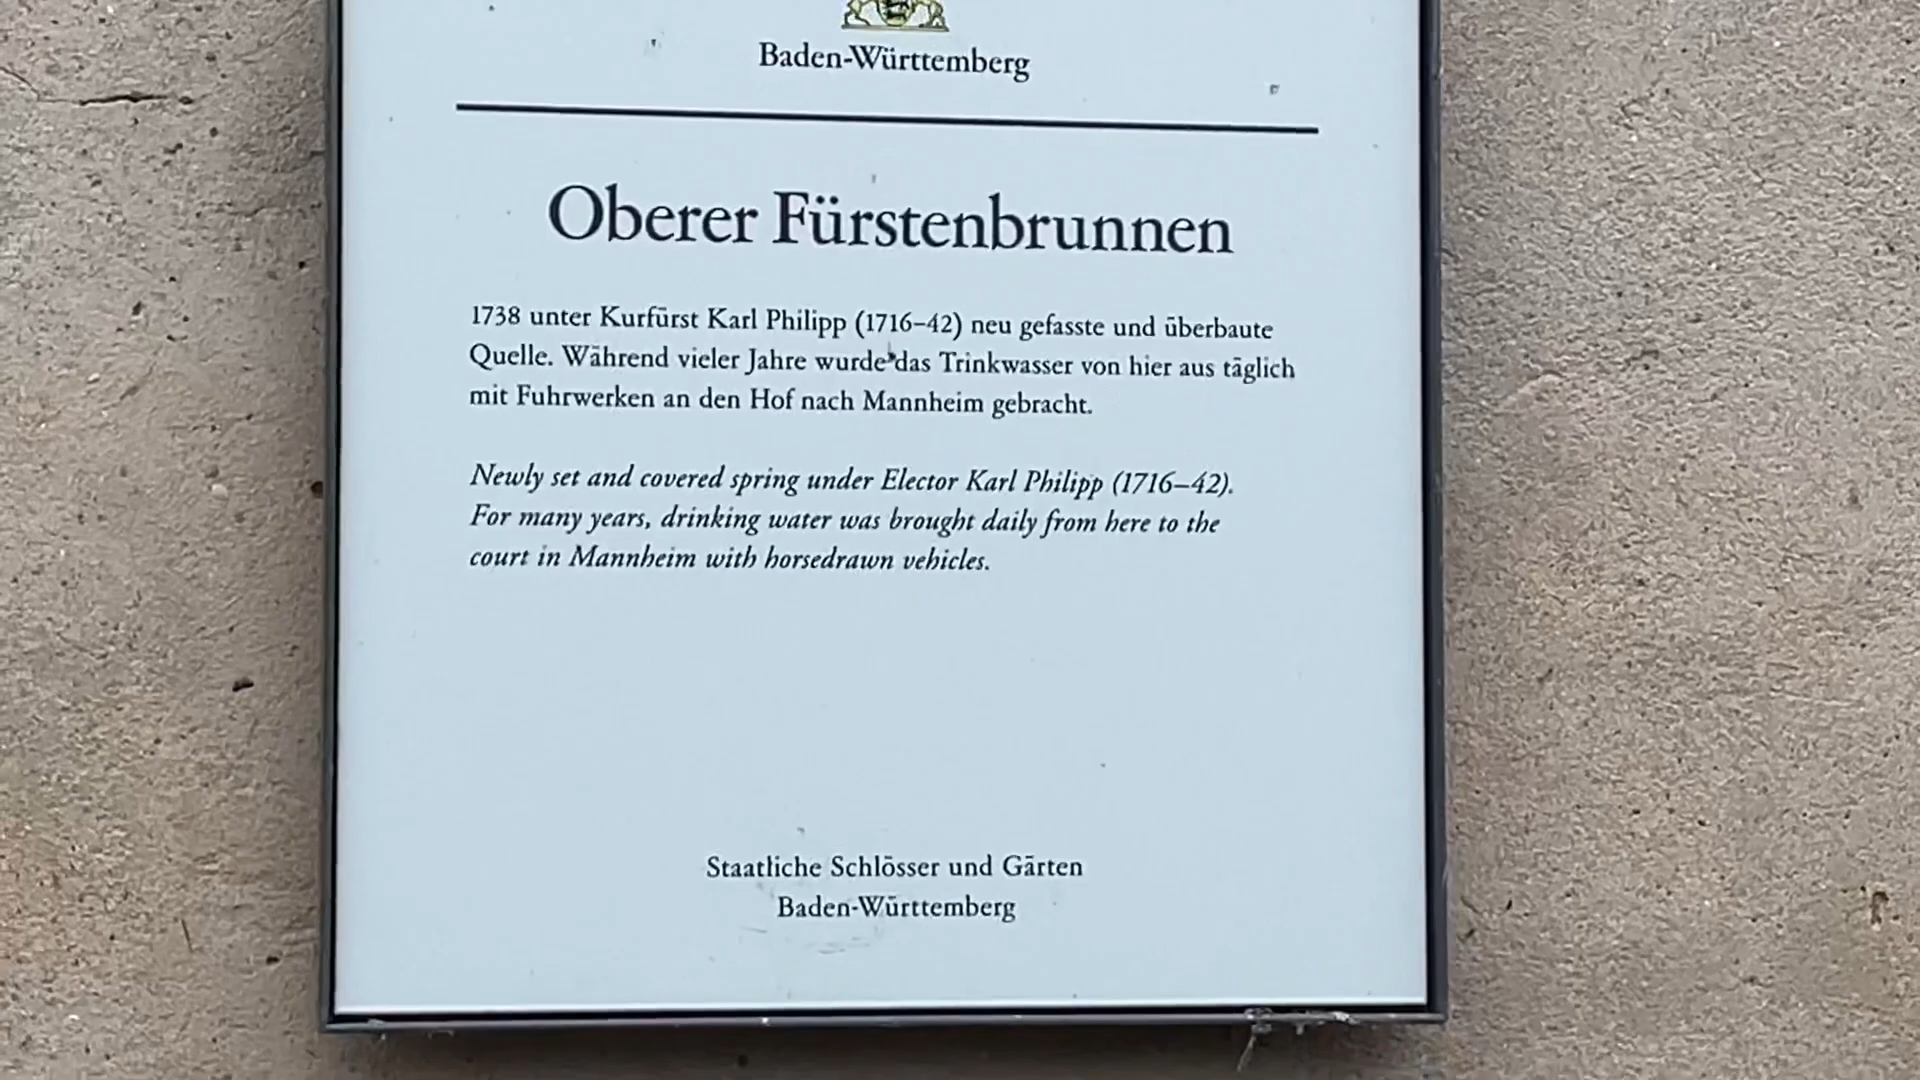 Baden-Württemberg
Oberer Fürstenbrunnen
1738 unter Kurfürst Karl Philipp (1716–42) neu gefasste und überbaute
Quelle. Während vieler Jahre wurde das Trinkwasser von hier aus täglich
mit Fuhrwerken an den Hof nach Mannheim gebracht.
Newly set and covered spring under Elector Karl Philipp (1716–42).
For many years, drinking water was brought daily from here to the
court in Mannheim with horsedrawn vehicles.
Staatliche Schlösser und Gärten
Baden-Württemberg